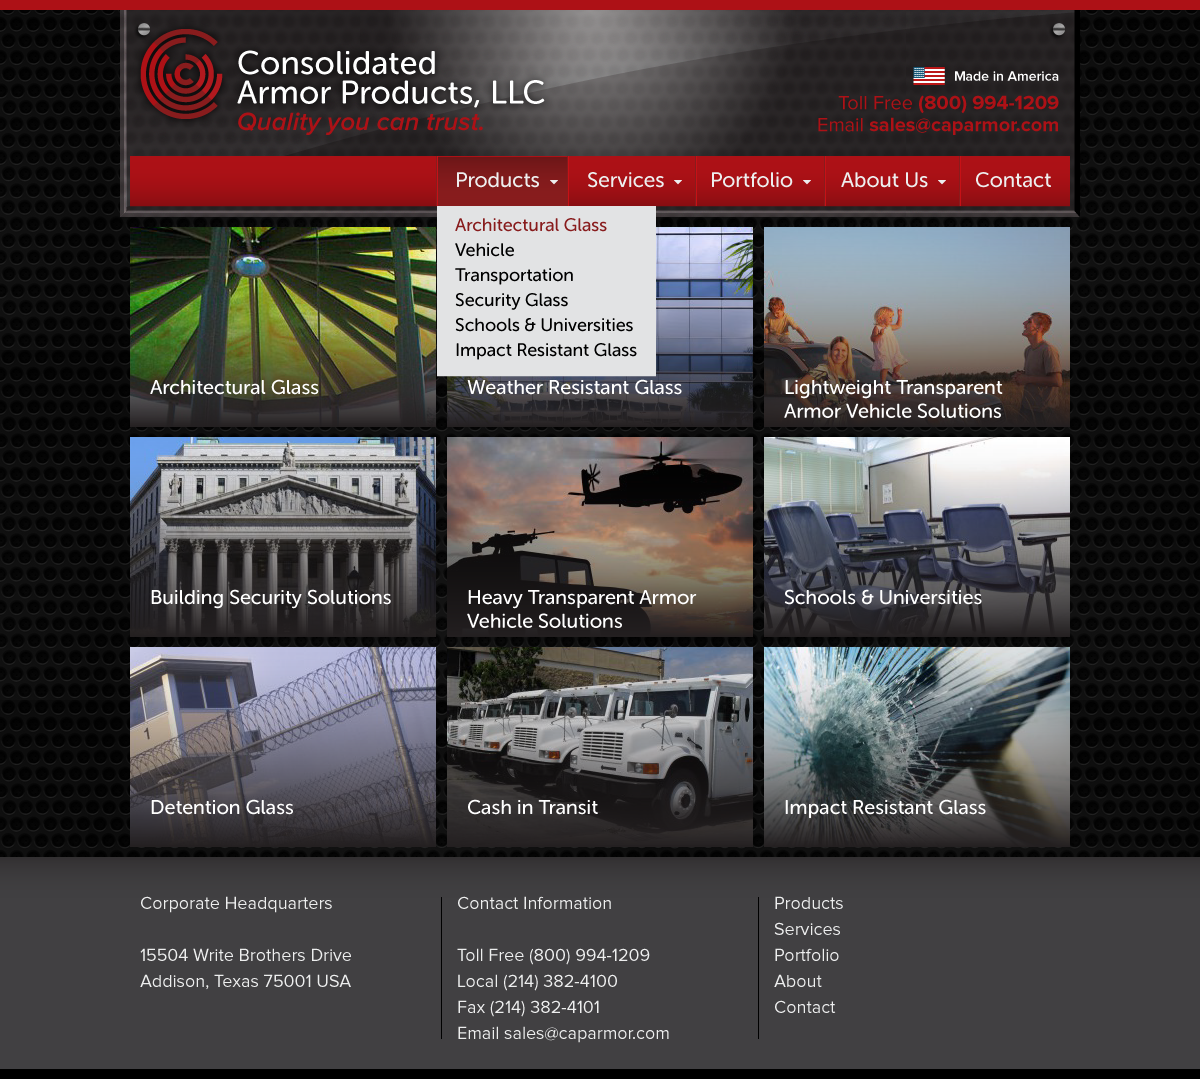 Consolidated
Armor Products, LLC
Quality you can trust.
Made in America
Toll Free (800) 994-1209
Email sales@caparmor.com
Products
Services
Portfolio
About Us
Contact
Architectural Glass
Vehicle
Transportation
Security Glass
Schools & Universities
Impact Resistant Glass
Architectural Glass
Weather Resistant Glass
Lightweight Transparent
Armor Vehicle Solutions
Building Security Solutions
Heavy Transparent Armor
Vehicle Solutions
Schools & Universities
1
Detention Glass
Cash in Transit
Impact Resistant Glass
Corporate Headquarters
15504 Write Brothers Drive
Addison, Texas 75001 USA
Contact Information
Toll Free (800) 994-1209
Local (214) 382-4100
Fax (214) 382-4101
Email sales@caparmor.com
Products
Services
Portfolio
About
Contact